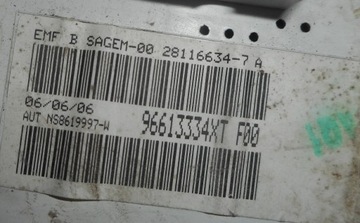 EMF B SAGEM-00 28116634-7 A
06/06/06
96613334XT F00
AUT NS8619997-W